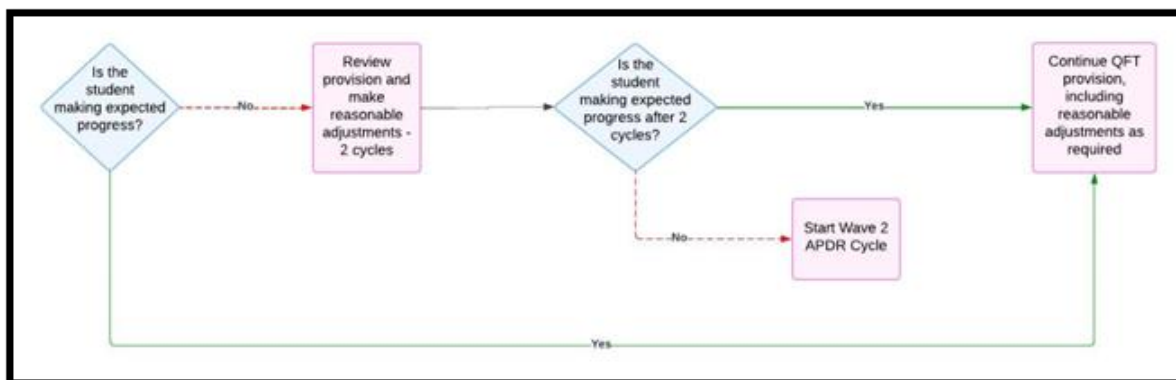 Is the
student
making expected
progress?
No
Review
provision and
make
reasonable
adjustments -
2 cycles
Is the
student
making expected
progress after 2
cycles?
Yes
Continue QFT
provision,
including
reasonable
adjustments as
required
No
Start Wave 2
APDR Cycle
Yes